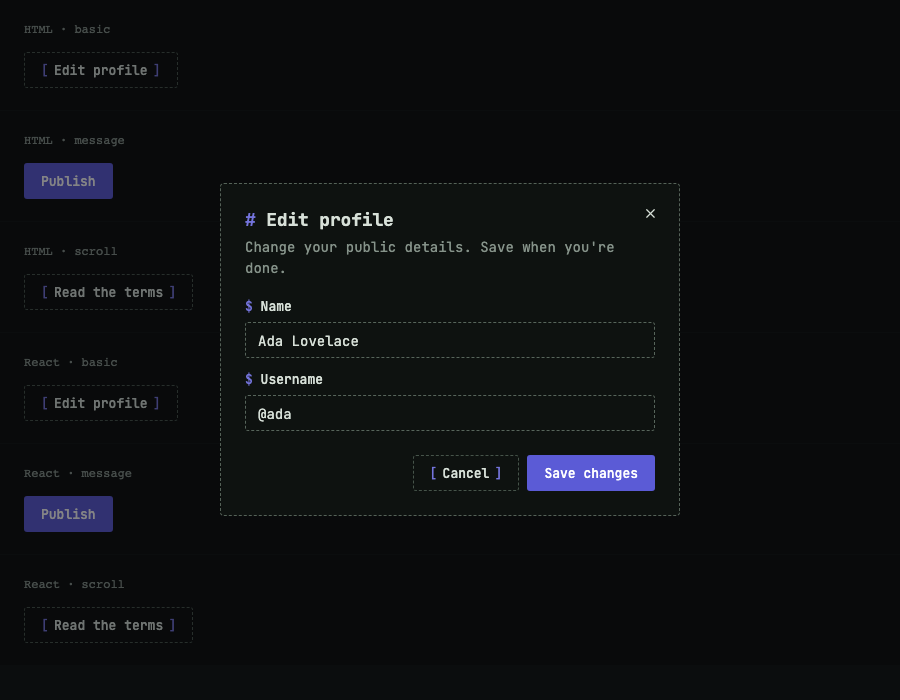 HTML · basic
[ Edit profile ]
HTML · message
Publish
HTML · scroll
[ Read the terms ]
React · basic
[ Edit profile ]
React · message
Publish
React · scroll
[ Read the terms ]
# Edit profile
×
Change your public details. Save when you're
done.
$ Name
Ada Lovelace
$ Username
@ada
[ Cancel ]
Save changes